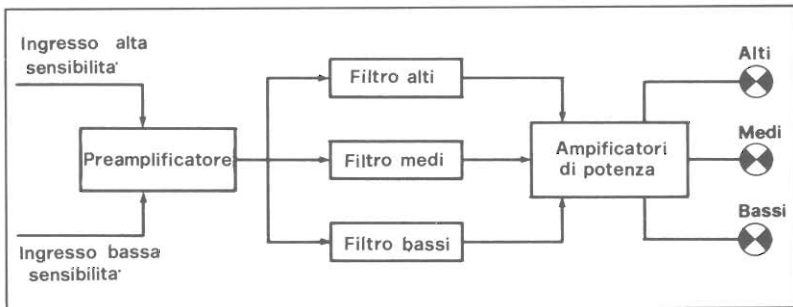 Ingresso alta
sensibilita'
Preamplificatore
Ingresso bassa
sensibilita'
Filtro alti
Filtro medi
Filtro bassi
Ampificatori
di potenza
Alti
Medi
Bassi